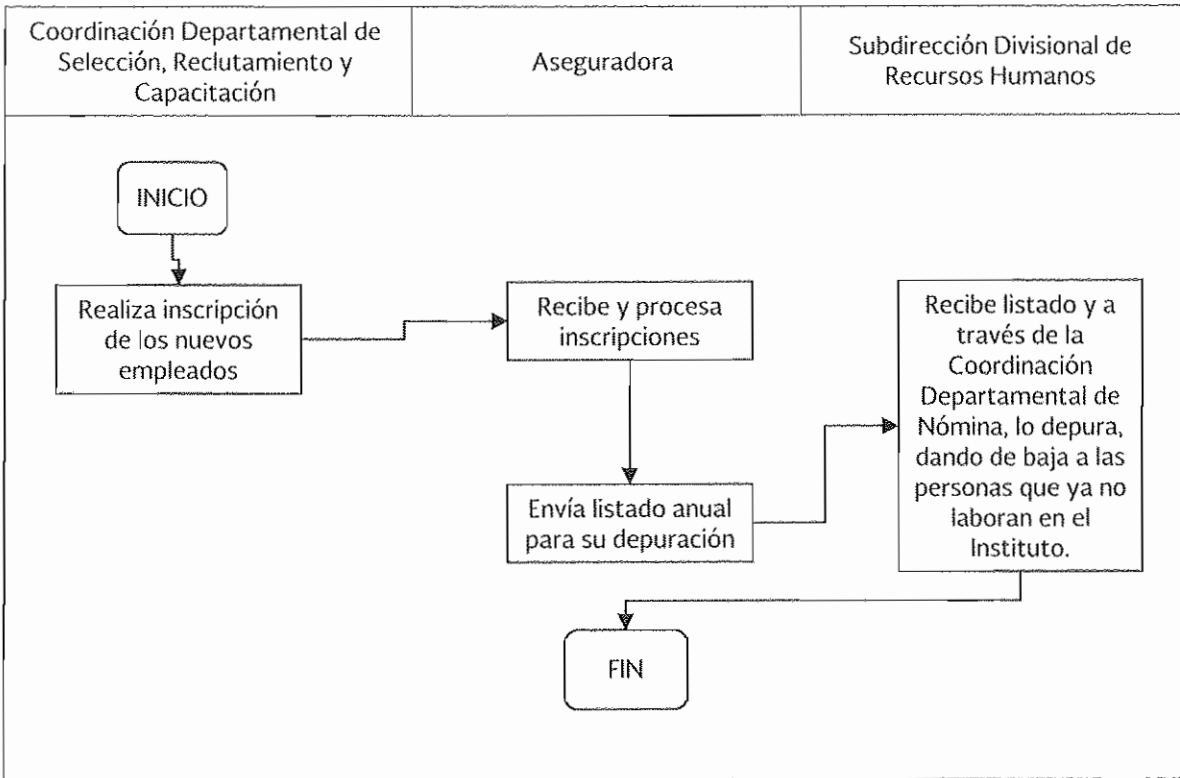 Coordinación Departamental de
Selección, Reclutamiento y
Capacitación
Aseguradora
Subdirección Divisional de
Recursos Humanos
INICIO
Realiza inscripción
de los nuevos
empleados
Recibe y procesa
inscripciones
Envía listado anual
para su depuración
Recibe listado y a
través de la
Coordinación
Departamental de
Nómina, lo depura,
dando de baja a las
personas que ya no
laboran en el
Instituto.
FIN